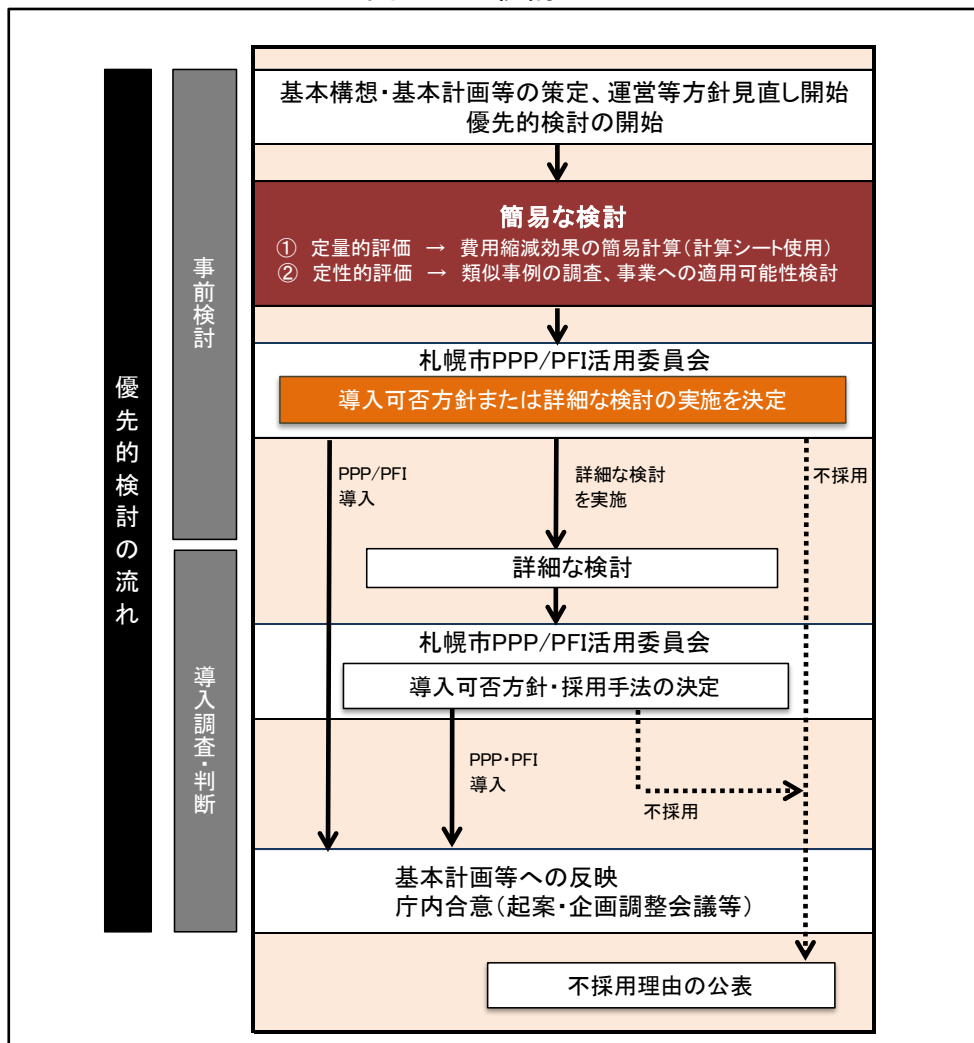 優先的検討の流れ
事前検討
導入調査・判断
基本構想・基本計画等の策定、運営等方針見直し開始
優先的検討の開始
簡易な検討
① 定量的評価 → 費用縮減効果の簡易計算(計算シート使用)
② 定性的評価 → 類似事例の調査、事業への適用可能性検討
札幌市PPP/PFI活用委員会
導入可否方針または詳細な検討の実施を決定
PPP/PFI
導入
詳細な検討
を実施
不採用
詳細な検討
札幌市PPP/PFI活用委員会
導入可否方針・採用手法の決定
PPP・PFI
導入
不採用
基本計画等への反映
庁内合意(起案・企画調整会議等)
不採用理由の公表